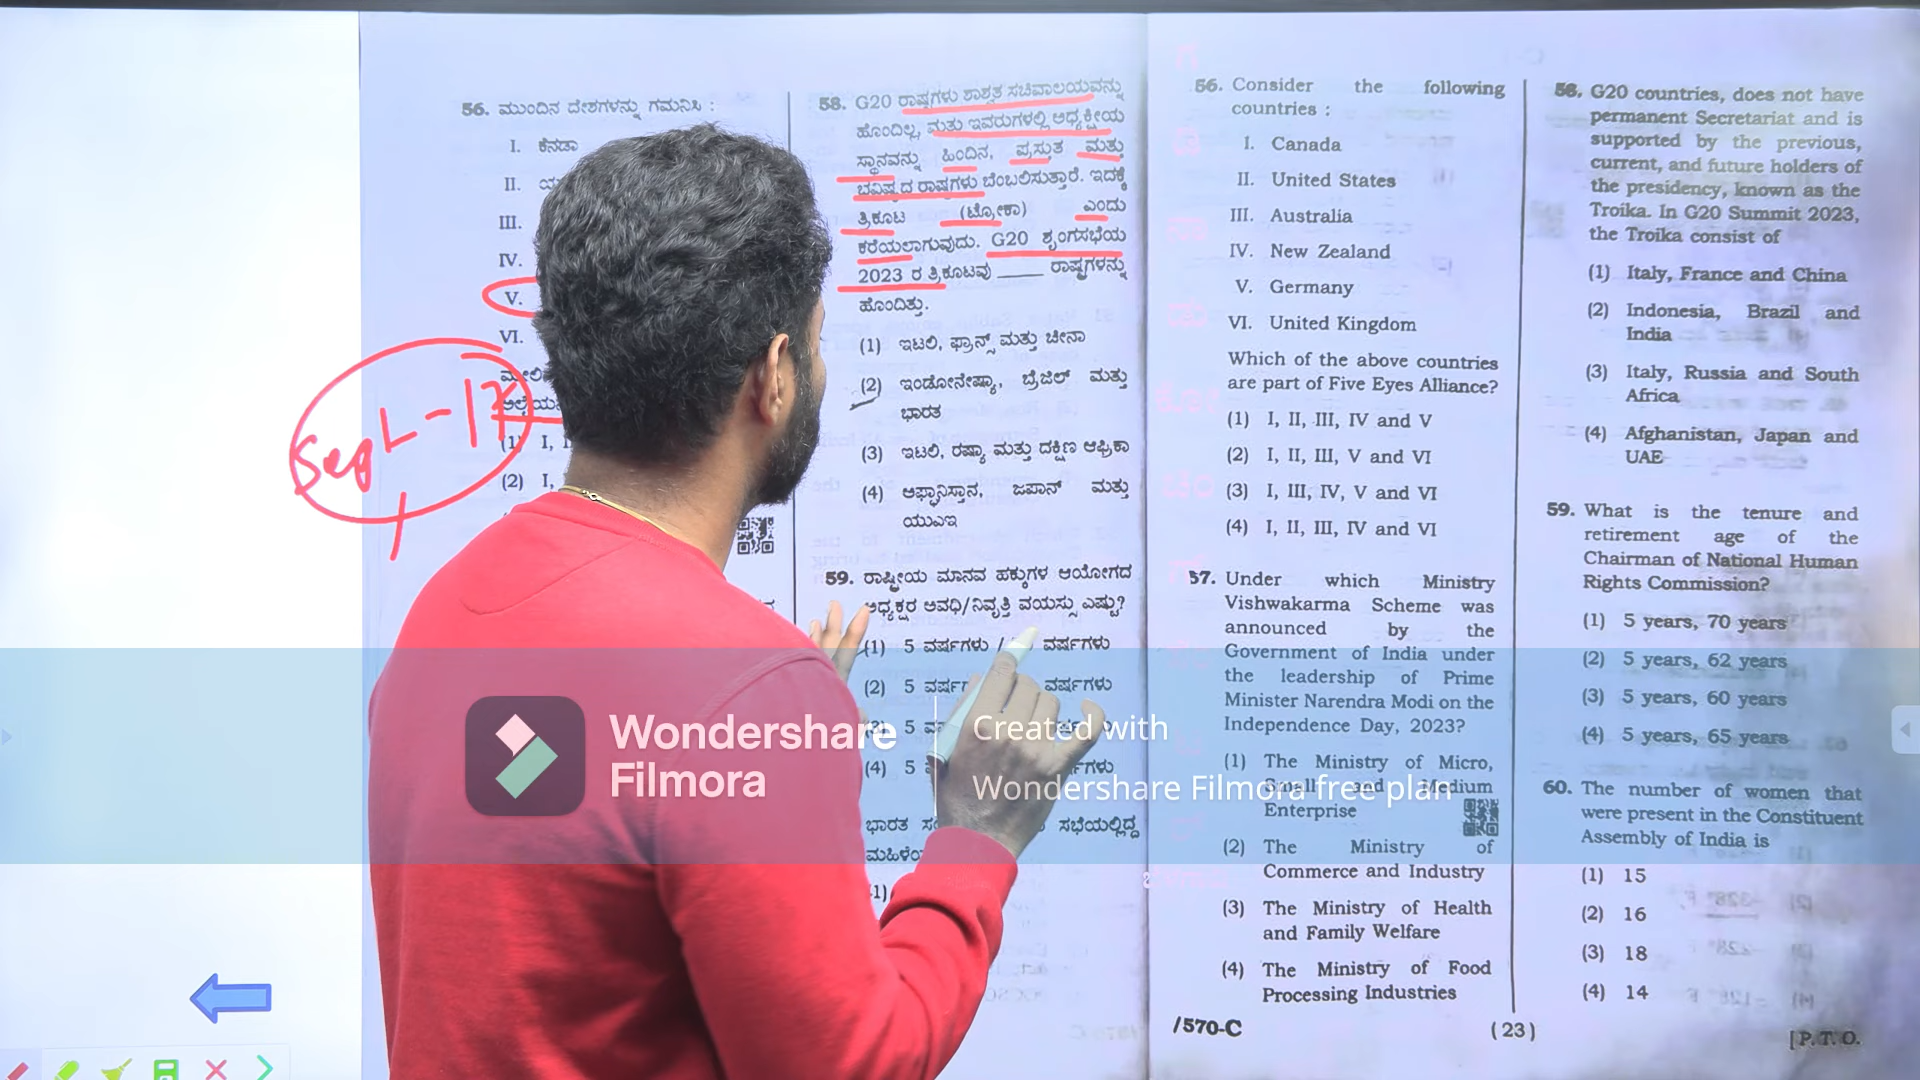 56. ಮುಂದಿನ ದೇಶಗಳನ್ನು ಗಮನಿಸಿ :
I. ಕೆನಡಾ
II.
III.
IV.
V.
VI.
Sept-17
(1) I,
(2) I,
58. G20 ರಾಷ್ಟ್ರಗಳು ಶಾಶ್ವತ ಸಚಿವಾಲಯವನ್ನು
ಹೊಂದಿಲ್ಲ, ಮತ್ತು ಇವರುಗಳಲ್ಲಿ ಅಧ್ಯಕ್ಷೀಯ
ಸ್ಥಾನವನ್ನು ಹಿಂದಿನ, ಪ್ರಸ್ತುತ ಮತ್ತು
ಭವಿಷ್ಯದ ರಾಷ್ಟ್ರಗಳು ಬೆಂಬಲಿಸುತ್ತಾರೆ. ಇದಕ್ಕೆ
ತ್ರಿಕೂಟ (ಟ್ರೋಕಾ) ಎಂದು
ಕರೆಯಲಾಗುವುದು. G20 ಶೃಂಗಸಭೆಯ
2023 ರ ತ್ರಿಕೂಟವು ____ ರಾಷ್ಟ್ರಗಳನ್ನು
ಹೊಂದಿತ್ತು.
(1) ಇಟಲಿ, ಫ್ರಾನ್ಸ್ ಮತ್ತು ಚೀನಾ
(2) ಇಂಡೋನೇಷ್ಯಾ, ಬ್ರೆಜಿಲ್ ಮತ್ತು
ಭಾರತ
(3) ಇಟಲಿ, ರಷ್ಯಾ ಮತ್ತು ದಕ್ಷಿಣ ಆಫ್ರಿಕಾ
(4) ಆಫ್ಘಾನಿಸ್ತಾನ, ಜಪಾನ್ ಮತ್ತು
ಯುಎಇ
59. ರಾಷ್ಟ್ರೀಯ ಮಾನವ ಹಕ್ಕುಗಳ ಆಯೋಗದ
ಅಧ್ಯಕ್ಷರ ಅವಧಿ/ನಿವೃತ್ತಿ ವಯಸ್ಸು ಎಷ್ಟು?
(1) 5 ವರ್ಷಗಳು / ವರ್ಷಗಳು
(2) 5 ವರ್ಷಗಳು
(3) 5
(4) 5
ಭಾರತ ಸಭೆಯಲ್ಲಿದ್ದ
56. Consider the following
countries :
I. Canada
II. United States
III. Australia
IV. New Zealand
V. Germany
VI. United Kingdom
Which of the above countries
are part of Five Eyes Alliance?
(1) I, II, III, IV and V
(2) I, II, III, V and VI
(3) I, III, IV, V and VI
(4) I, II, III, IV and VI
57. Under which Ministry
Vishwakarma Scheme was
announced by the
Government of India under
the leadership of Prime
Minister Narendra Modi on the
Independence Day, 2023?
(1) The Ministry of Micro,
Small and Medium
Enterprise
(2) The Ministry of
Commerce and Industry
(3) The Ministry of Health
and Family Welfare
(4) The Ministry of Food
Processing Industries
58. G20 countries, does not have
permanent Secretariat and is
supported by the previous,
current, and future holders of
the presidency, known as the
Troika. In G20 Summit 2023,
the Troika consist of
(1) Italy, France and China
(2) Indonesia, Brazil and
India
(3) Italy, Russia and South
Africa
(4) Afghanistan, Japan and
UAE
59. What is the tenure and
retirement age of the
Chairman of National Human
Rights Commission?
(1) 5 years, 70 years
(2) 5 years, 62 years
(3) 5 years, 60 years
(4) 5 years, 65 years
60. The number of women that
were present in the Constituent
Assembly of India is
(1) 15
(2) 16
(3) 18
(4) 14
/570-C
(23)
[P.T.O.
Wondershare
Filmora
Created with
Wondershare Filmora free plan